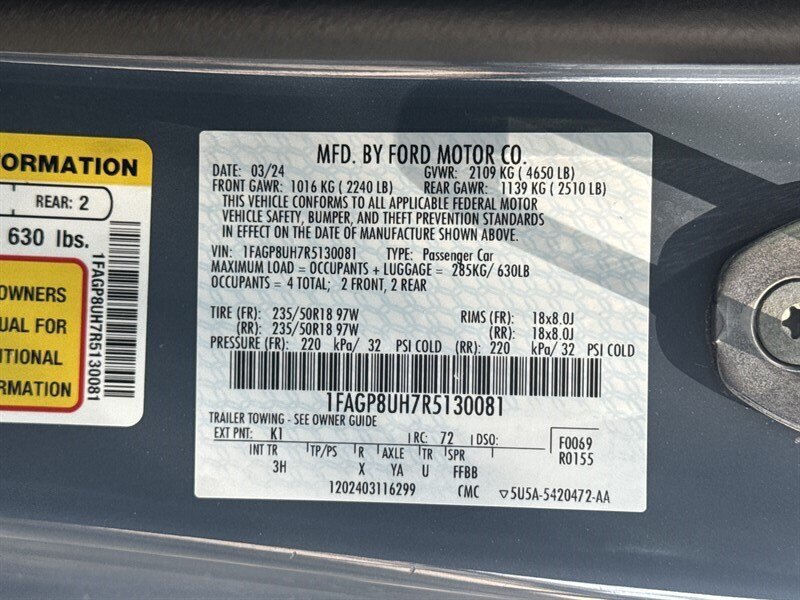 ORMATION
REAR: 2
630 lbs.
OWNERS
UAL FOR
ITIONAL
FORMATION
1FAGP8UH7R5130081
MFD. BY FORD MOTOR CO.
DATE: 03/24 GVWR: 2109 KG ( 4650 LB)
FRONT GAWR: 1016 KG ( 2240 LB) REAR GAWR: 1139 KG ( 2510 LB)
THIS VEHICLE CONFORMS TO ALL APPLICABLE FEDERAL MOTOR
VEHICLE SAFETY, BUMPER, AND THEFT PREVENTION STANDARDS
IN EFFECT ON THE DATE OF MANUFACTURE SHOWN ABOVE.
VIN: 1FAGP8UH7R5130081 TYPE: Passenger Car
MAXIMUM LOAD = OCCUPANTS + LUGGAGE = 285KG/ 630LB
OCCUPANTS = 4 TOTAL; 2 FRONT, 2 REAR
TIRE (FR): 235/50R18 97W RIMS (FR): 18x8.0J
(RR): 235/50R18 97W (RR): 18x8.0J
PRESSURE (FR): 220 kPa/ 32 PSI COLD (RR): 220 kPa/ 32 PSI COLD
1FAGP8UH7R5130081
TRAILER TOWING - SEE OWNER GUIDE
EXT PNT: K1 RC: 72 DSO: F0069
INT TR TP/PS R AXLE TR SPR R0155
3H X YA U FFBB
1202403116299 CMC ▽5U5A-5420472-AA